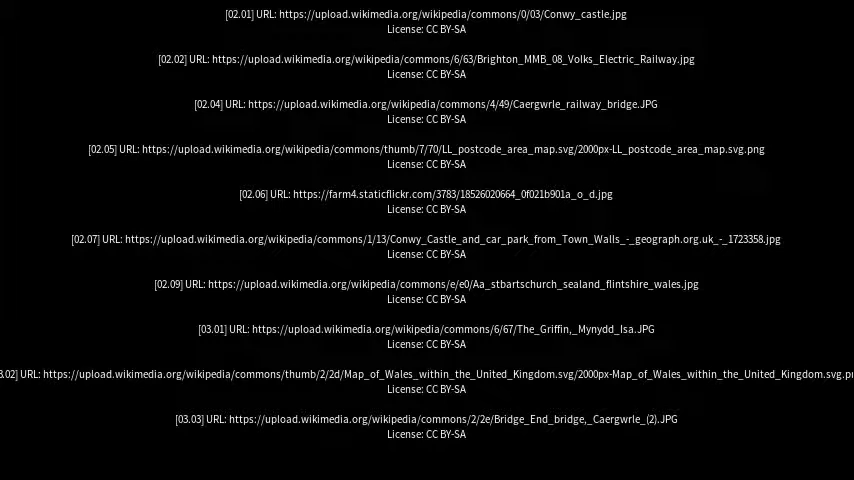 [02.01] URL: https://upload.wikimedia.org/wikipedia/commons/0/03/Conwy_castle.jpg
License: CC BY-SA
[02.02] URL: https://upload.wikimedia.org/wikipedia/commons/6/63/Brighton_MMB_08_Volks_Electric_Railway.jpg
License: CC BY-SA
[02.04] URL: https://upload.wikimedia.org/wikipedia/commons/4/49/Caergwrle_railway_bridge.JPG
License: CC BY-SA
[02.05] URL: https://upload.wikimedia.org/wikipedia/commons/thumb/7/70/LL_postcode_area_map.svg/2000px-LL_postcode_area_map.svg.png
License: CC BY-SA
[02.06] URL: https://farm4.staticflickr.com/3783/18526020664_0f021b901a_o_d.jpg
License: CC BY-SA
[02.07] URL: https://upload.wikimedia.org/wikipedia/commons/1/13/Conwy_Castle_and_car_park_from_Town_Walls_-_geograph.org.uk_-_1723358.jpg
License: CC BY-SA
[02.09] URL: https://upload.wikimedia.org/wikipedia/commons/e/e0/Aa_stbartschurch_sealand_flintshire_wales.jpg
License: CC BY-SA
[03.01] URL: https://upload.wikimedia.org/wikipedia/commons/6/67/The_Griffin,_Mynydd_Isa.JPG
License: CC BY-SA
3.02] URL: https://upload.wikimedia.org/wikipedia/commons/thumb/2/2d/Map_of_Wales_within_the_United_Kingdom.svg/2000px-Map_of_Wales_within_the_United_Kingdom.svg.p
License: CC BY-SA
[03.03] URL: https://upload.wikimedia.org/wikipedia/commons/2/2e/Bridge_End_bridge,_Caergwrle_(2).JPG
License: CC BY-SA